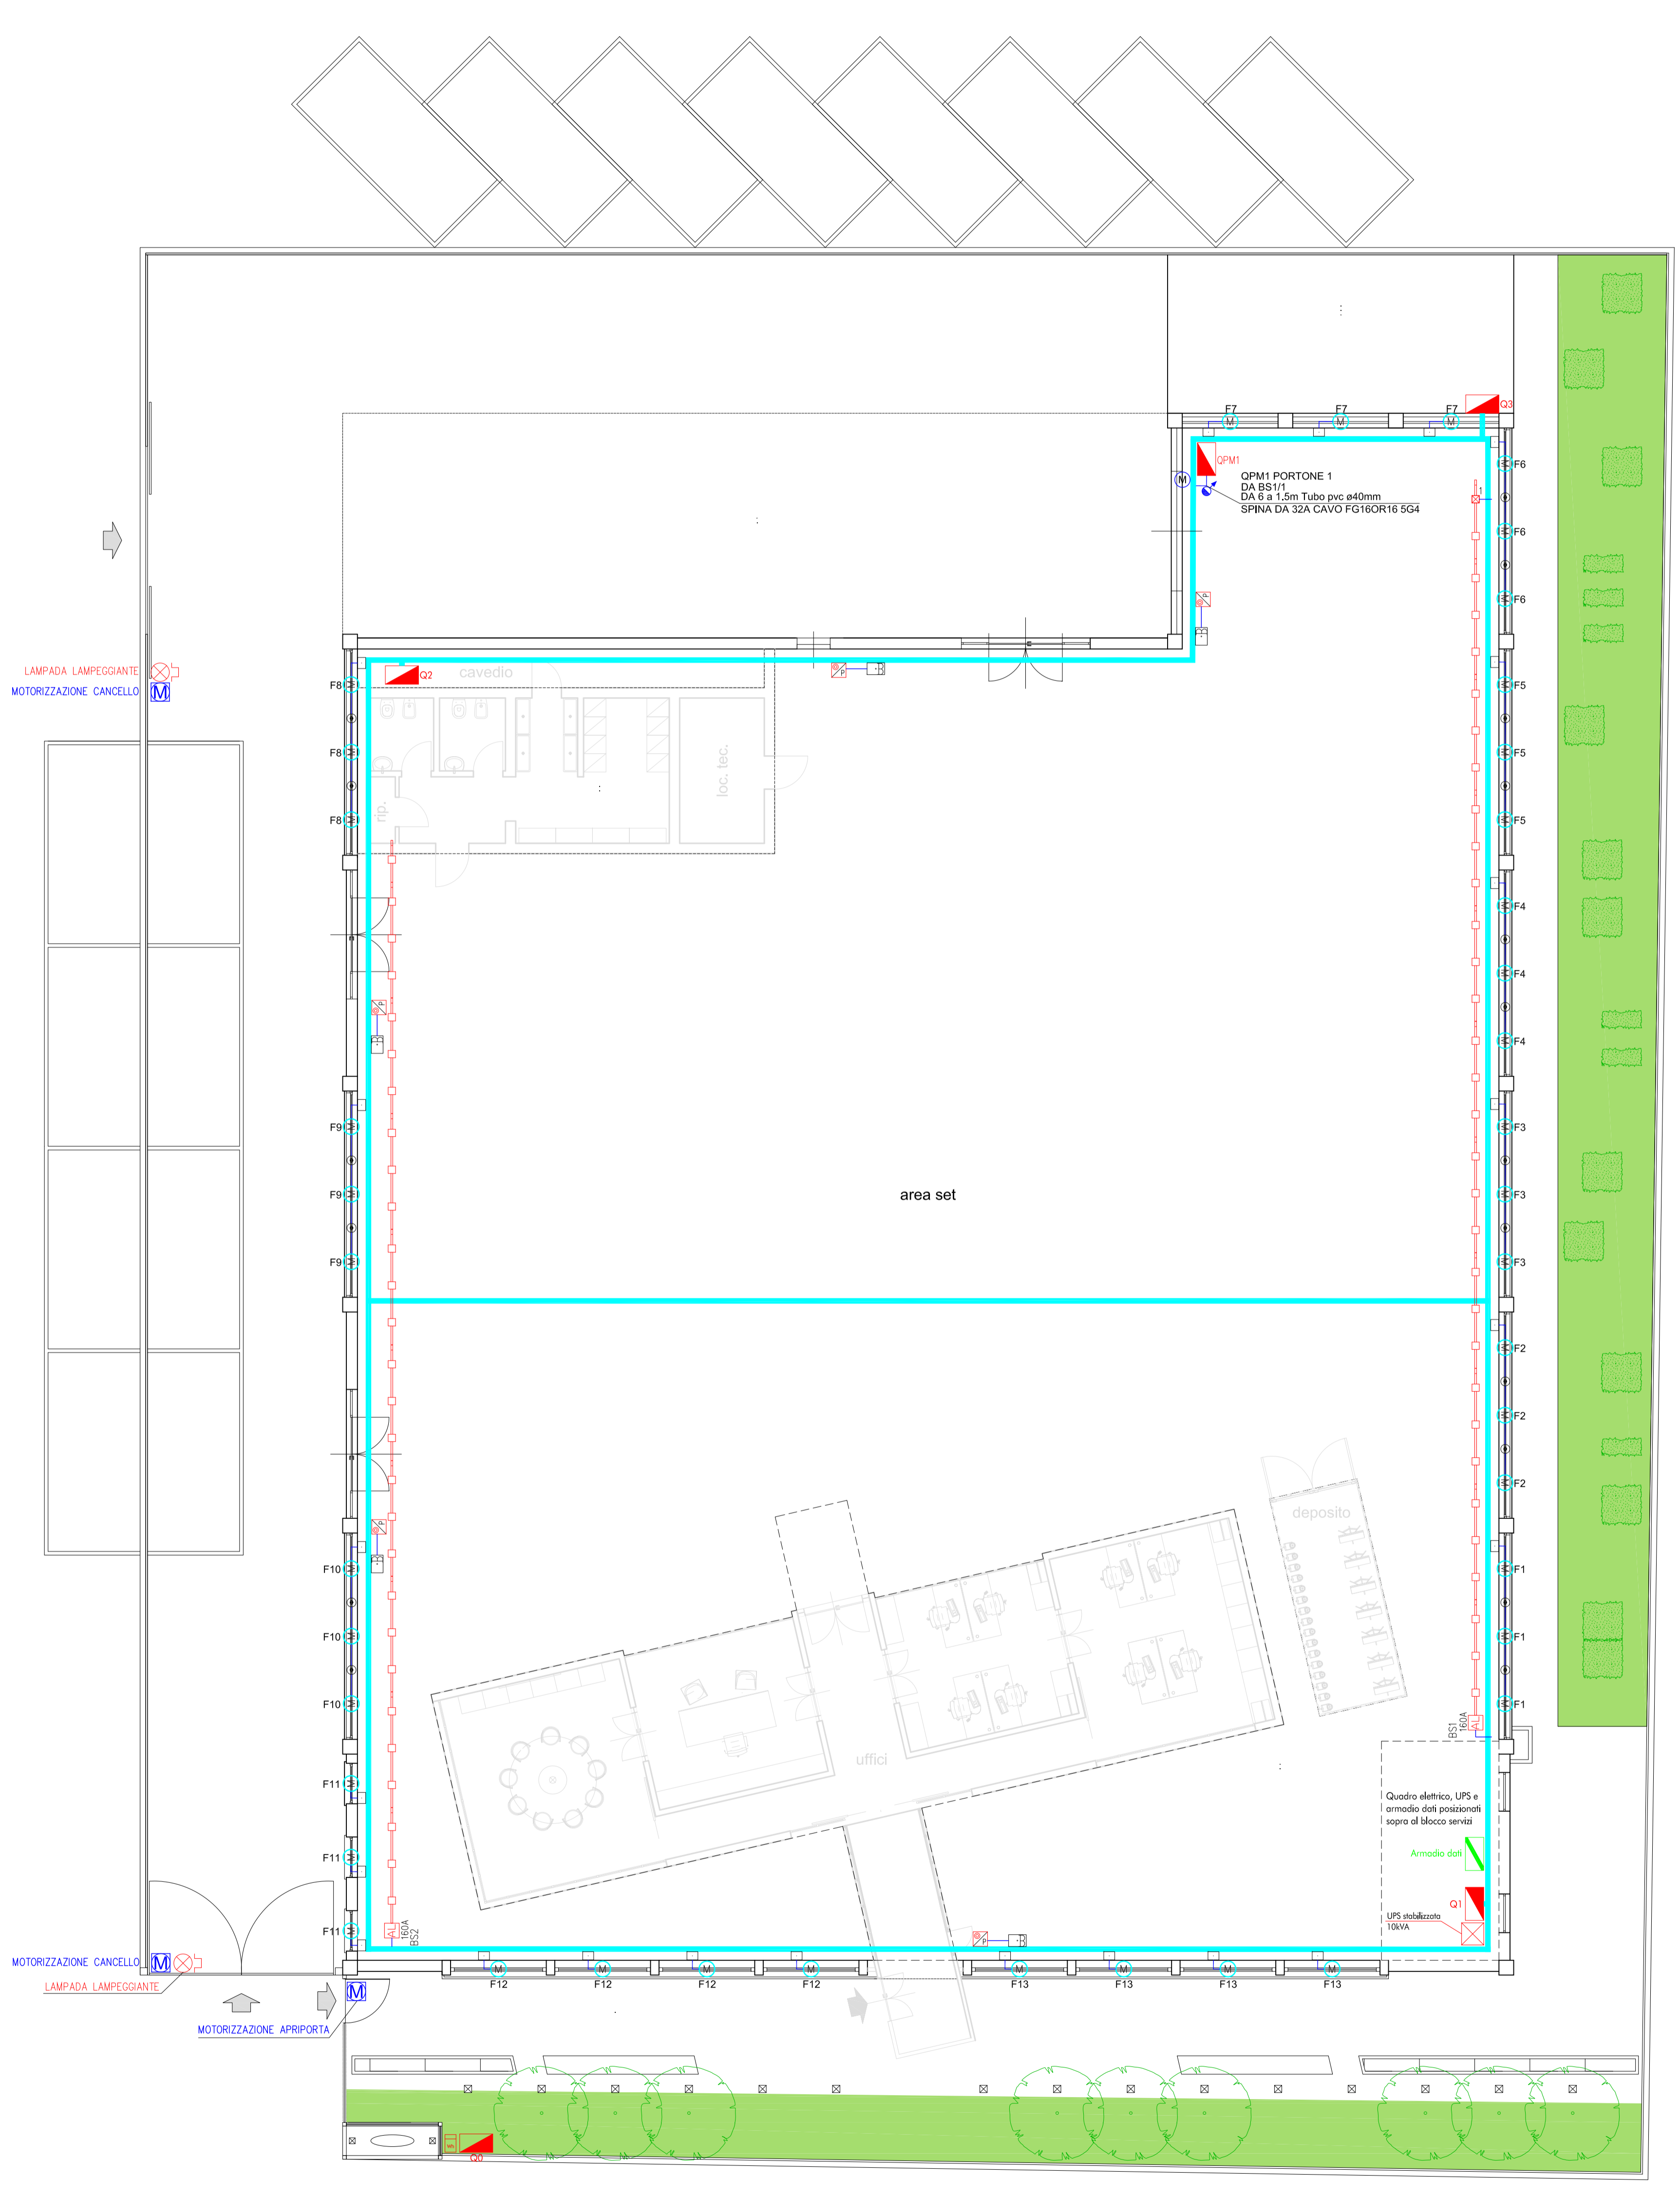 F7
F7
F7
Q3
QPM1
F6
QPM1 PORTONE 1
DA BS1/1
DA 6 a 1.5m Tubo pvc ø40mm
SPINA DA 32A CAVO FG16OR16 5G4
1
F6
F6
LAMPADA LAMPEGGIANTE
MOTORIZZAZIONE CANCELLO
M
Q2
cavedio
F8
F5
F8
F5
loc. tec.
rip.
F8
F5
F4
F4
F4
F9
F3
F9
area set
F3
F9
F3
F2
F2
F2
deposito
F10
F1
F10
F1
F10
F1
BS1
160A
AL
uffici
F11
Quadro elettrico, UPS e
armadio dati posizionati
sopra al blocco servizi
F11
Armadio dati
Q1
UPS stabilizzata
10kVA
F11
AL
160A
BS2
MOTORIZZAZIONE CANCELLO
M
LAMPADA LAMPEGGIANTE
F12
F12
F12
F12
F13
F13
F13
F13
M
MOTORIZZAZIONE APRIPORTA
Q0